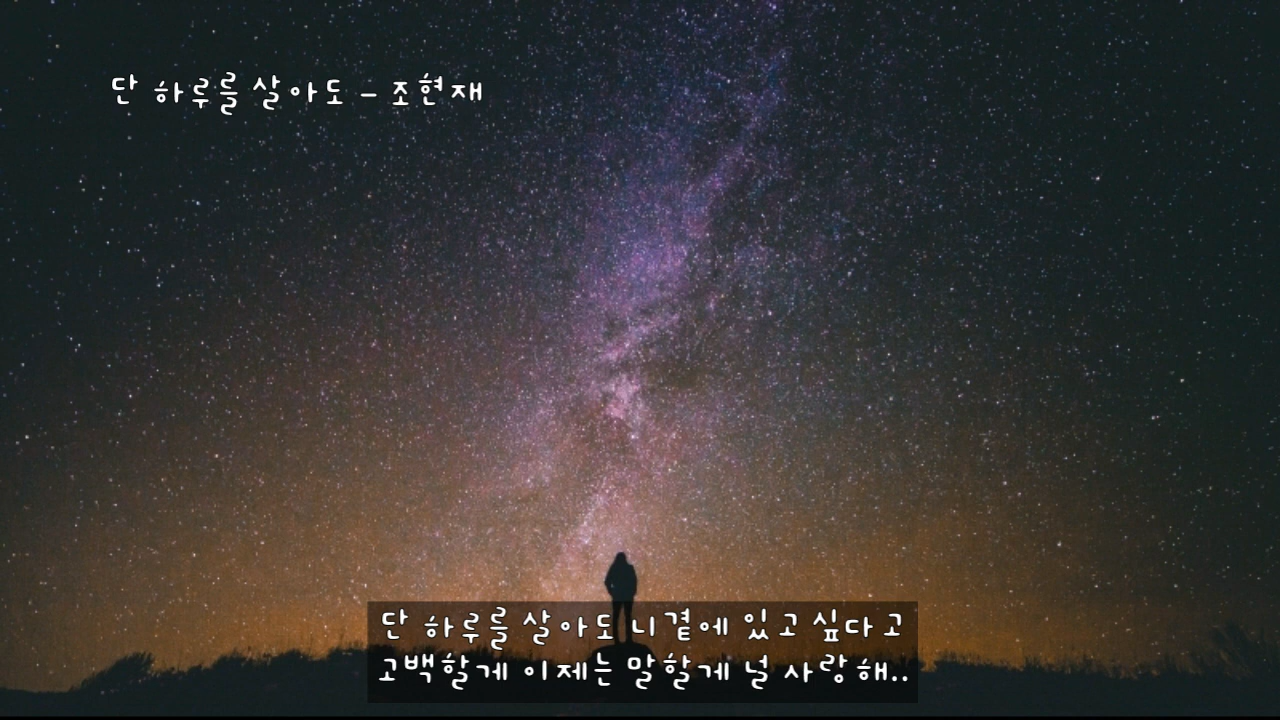 단 하루를 살아도 - 조현재
단 하루를 살아도 니곁에 있고 싶다고
고백할게 이제는 말할게 널 사랑해..